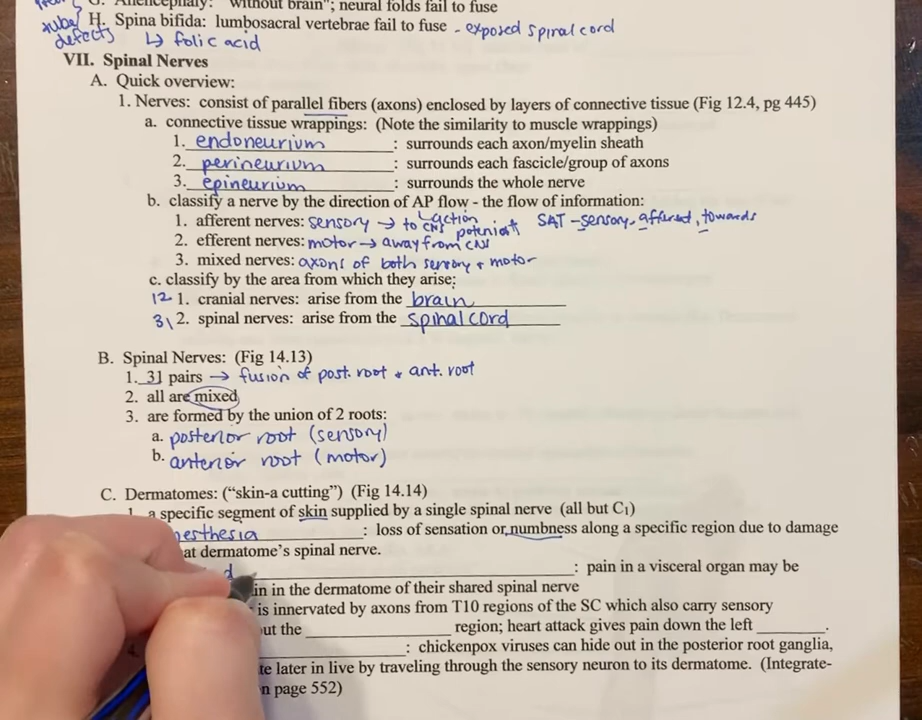 G. Anencephaly: "without brain"; neural folds fail to fuse
tube H. Spina bifida: lumbosacral vertebrae fail to fuse - exposed spiral cord
defects ↳ folic acid
VII. Spinal Nerves
A. Quick overview:
1. Nerves: consist of parallel fibers (axons) enclosed by layers of connective tissue (Fig 12.4, pg 445)
a. connective tissue wrappings: (Note the similarity to muscle wrappings)
1. endoneurium : surrounds each axon/myelin sheath
2. perineurium : surrounds each fascicle/group of axons
3. epineurium : surrounds the whole nerve
b. classify a nerve by the direction of AP flow - the flow of information:
↳action
1. afferent nerves: sensory → to CNS potenials SAT - sensory, afferent, towards
2. efferent nerves: motor → away from CNS
3. mixed nerves: axons of both sensory + motor
c. classify by the area from which they arise:
12 1. cranial nerves: arise from the brain
31 2. spinal nerves: arise from the spinal cord
B. Spinal Nerves: (Fig 14.13)
1. 31 pairs → fusion of post. root + ant. root
2. all are mixed
3. are formed by the union of 2 roots:
a. posterior root (sensory)
b. anterior root (motor)
C. Dermatomes: ("skin-a cutting") (Fig 14.14)
1. a specific segment of skin supplied by a single spinal nerve (all but C1)
esthesia : loss of sensation or numbness along a specific region due to damage
at dermatome's spinal nerve.
d : pain in a visceral organ may be
in in the dermatome of their shared spinal nerve
is innervated by axons from T10 regions of the SC which also carry sensory
ut the region; heart attack gives pain down the left .
4. : chickenpox viruses can hide out in the posterior root ganglia,
te later in live by traveling through the sensory neuron to its dermatome. (Integrate-
n page 552)